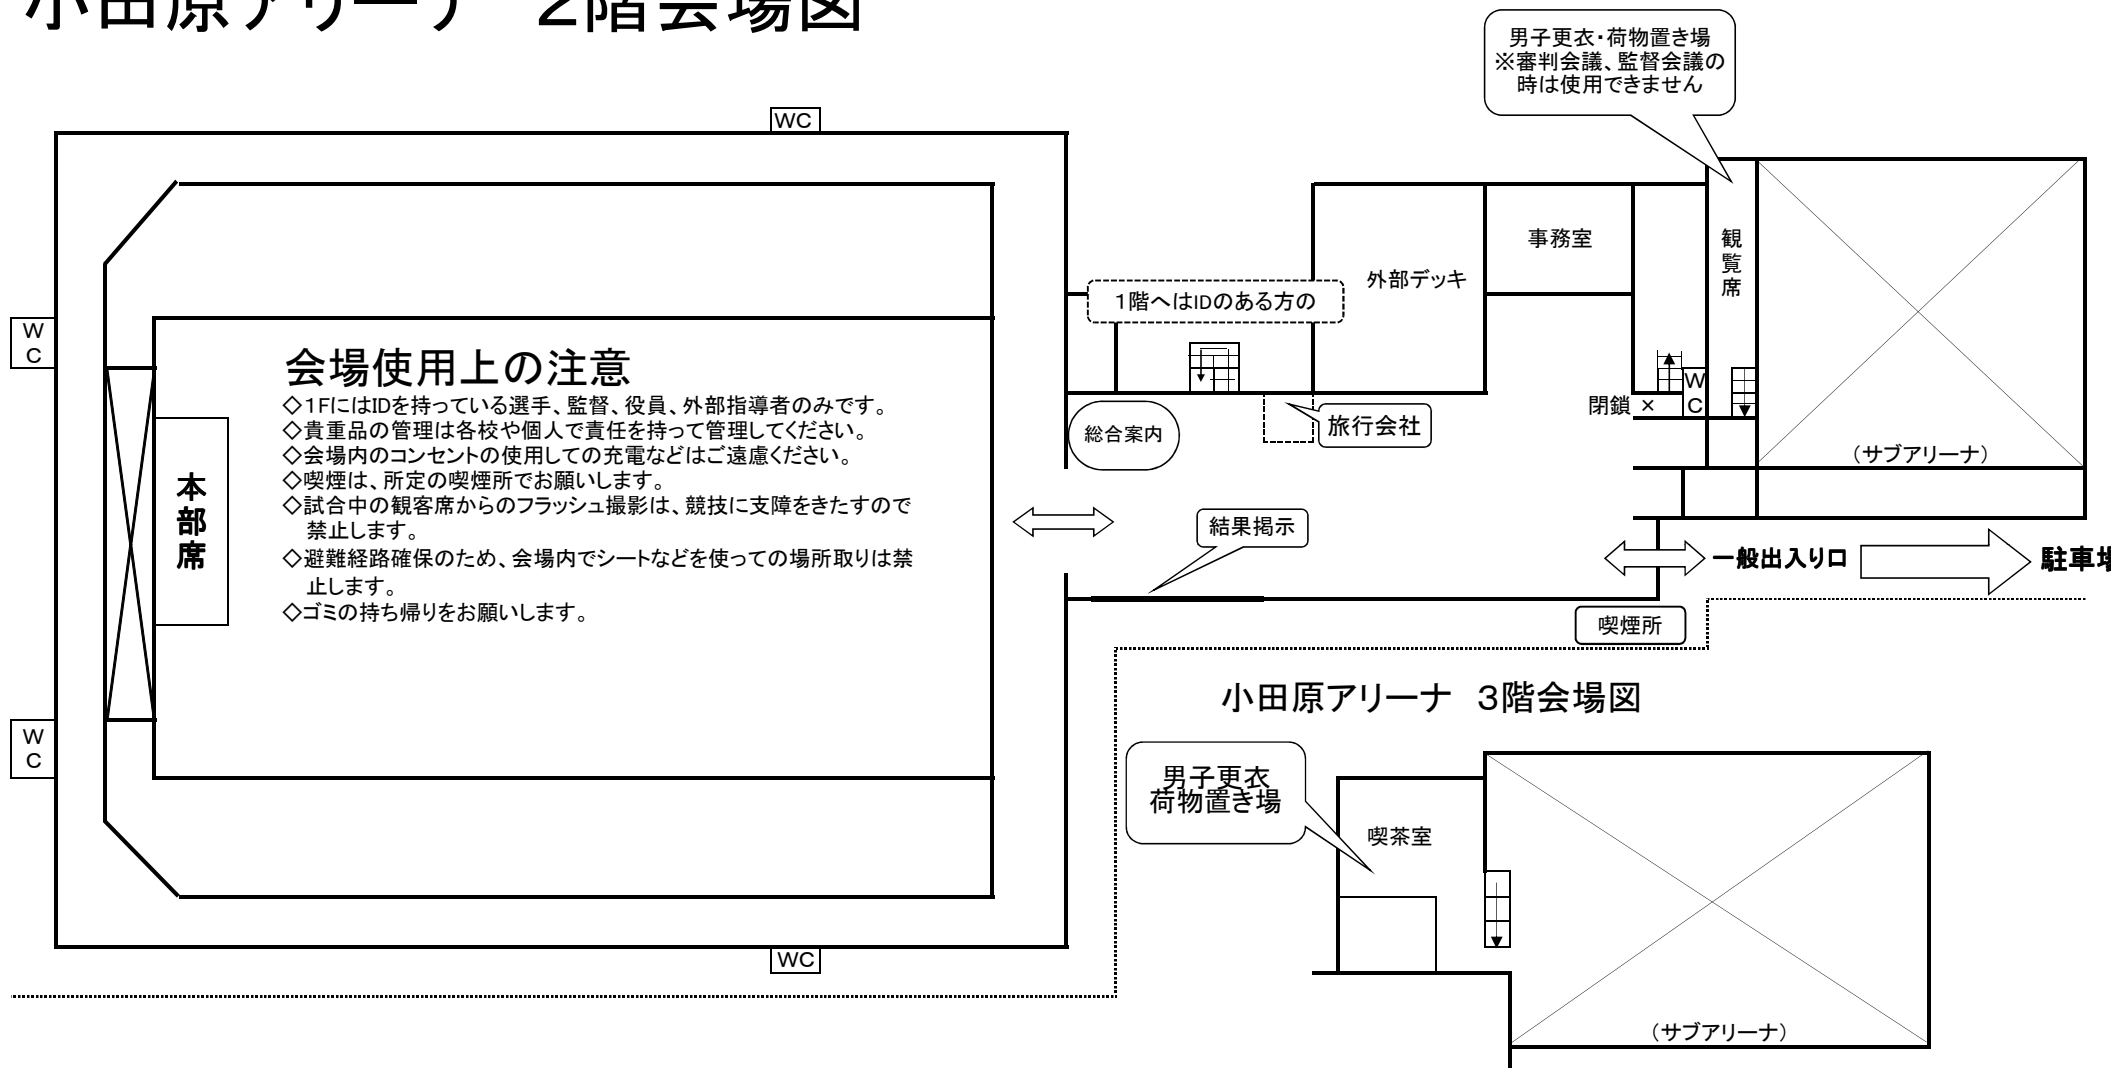 小田原アリーナ　2階会場図
男子更衣・荷物置き場
※審判会議、監督会議の
時は使用できません
WC
事務室
観覧席
外部デッキ
1階へはIDのある方の
WC
会場使用上の注意
◇1FにはIDを持っている選手、監督、役員、外部指導者のみです。
◇貴重品の管理は各校や個人で責任を持って管理してください。
◇会場内のコンセントの使用しての充電などはご遠慮ください。
◇喫煙は、所定の喫煙所でお願いします。
◇試合中の観客席からのフラッシュ撮影は、競技に支障をきたすので
禁止します。
◇避難経路確保のため、会場内でシートなどを使っての場所取りは禁
止します。
◇ゴミの持ち帰りをお願いします。
本部席
WC
閉鎖 ×
総合案内
旅行会社
（サブアリーナ）
結果掲示
一般出入り口
駐車場
喫煙所
小田原アリーナ　3階会場図
WC
男子更衣
荷物置き場
喫茶室
WC
（サブアリーナ）